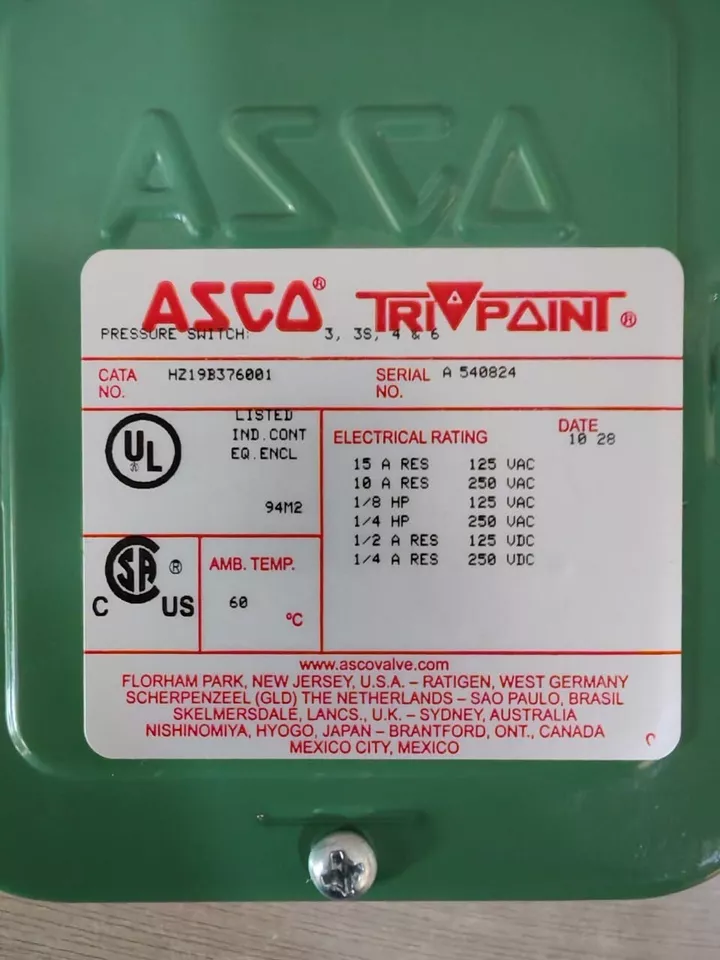 ASCO
ASCO® TRI POINT®
PRESSURE SWITCH: 3, 3S, 4 & 6
CATA NO. HZ19B376001 SERIAL NO. A 540824
UL LISTED
IND.CONT
EQ.ENCL
94M2
ELECTRICAL RATING DATE
10 28
15 A RES 125 VAC
10 A RES 250 VAC
1/8 HP 125 VAC
1/4 HP 250 VAC
1/2 A RES 125 VDC
1/4 A RES 250 VDC
C SA ® US
AMB. TEMP.
60 °C
www.ascovalve.com
FLORHAM PARK, NEW JERSEY, U.S.A. – RATIGEN, WEST GERMANY
SCHERPENZEEL (GLD) THE NETHERLANDS – SAO PAULO, BRASIL
SKELMERSDALE, LANCS., U.K. – SYDNEY, AUSTRALIA
NISHINOMIYA, HYOGO, JAPAN – BRANTFORD, ONT., CANADA
MEXICO CITY, MEXICO